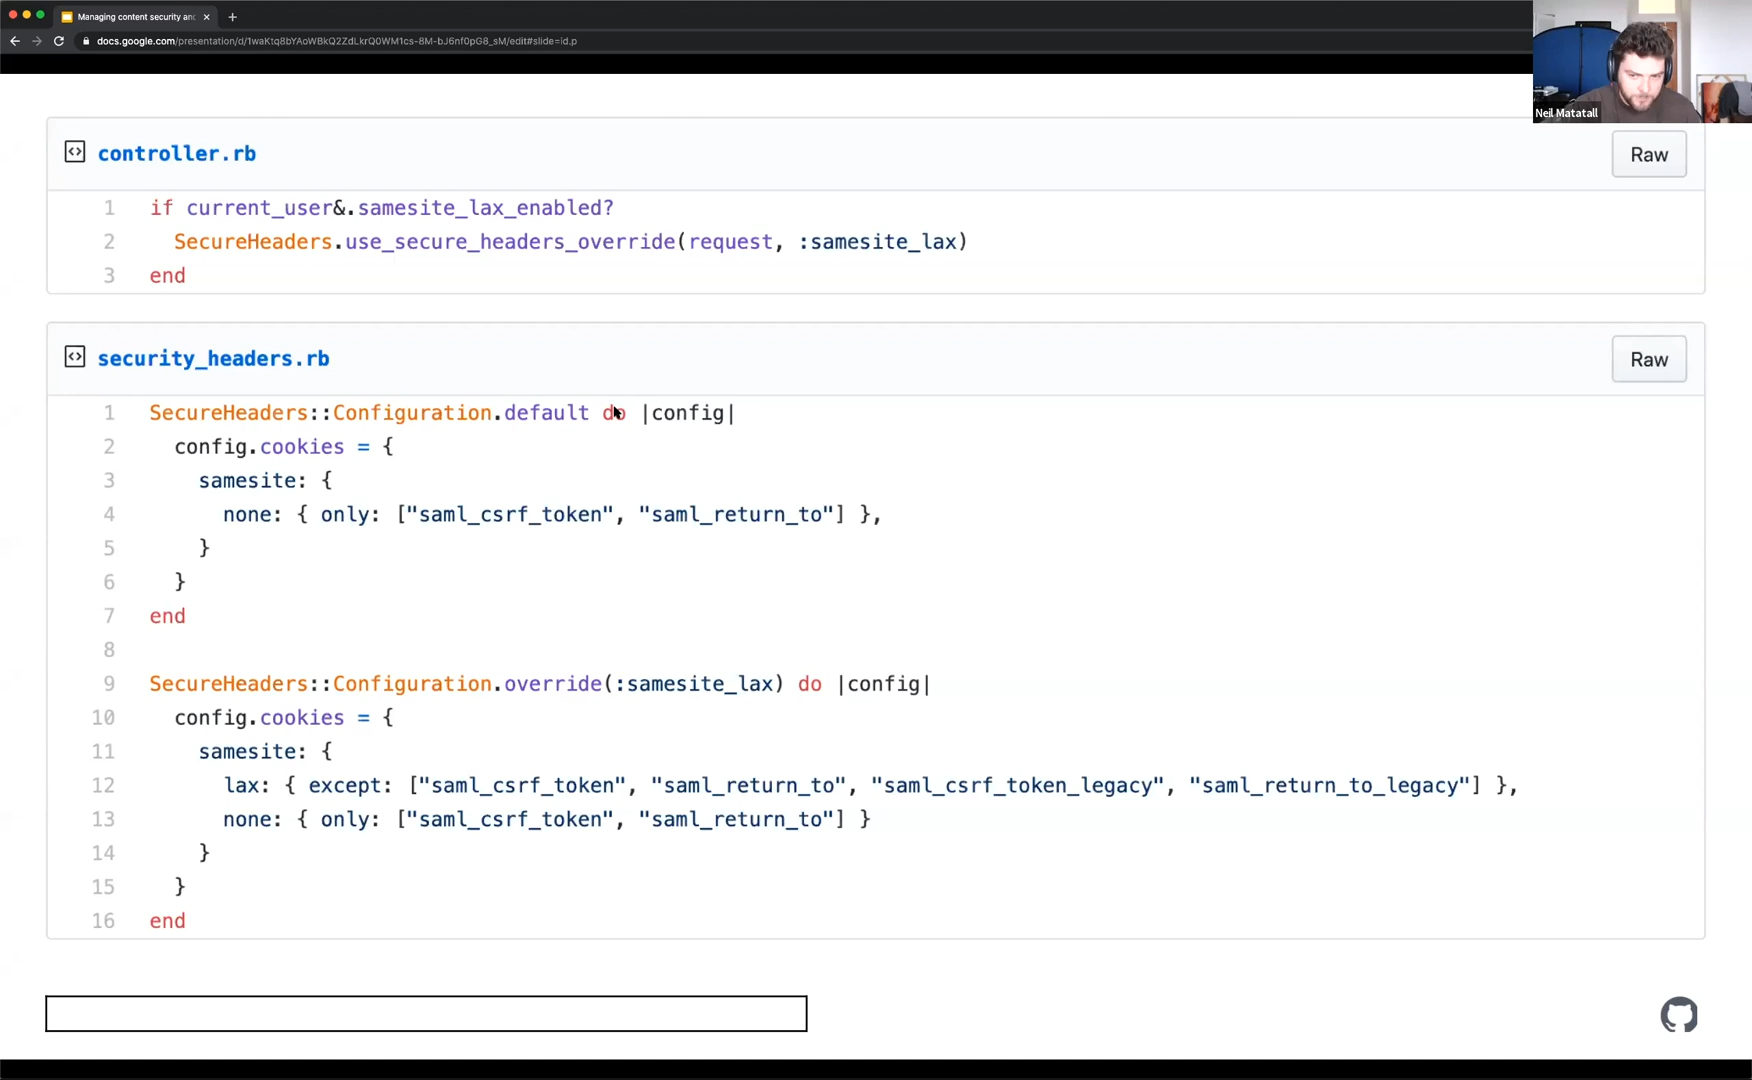 Managing content security and
docs.google.com/presentation/d/1waKtq8bYAoWBkQ2ZdLkrQ0WM1cs-8M-bJ6nf0pG8_sM/edit#slide=id.p
Neil Matatall
controller.rb
Raw
1 if current_user&.samesite_lax_enabled?
2 SecureHeaders.use_secure_headers_override(request, :samesite_lax)
3 end
security_headers.rb
Raw
1 SecureHeaders::Configuration.default do |config|
2 config.cookies = {
3 samesite: {
4 none: { only: ["saml_csrf_token", "saml_return_to"] },
5 }
6 }
7 end
8
9 SecureHeaders::Configuration.override(:samesite_lax) do |config|
10 config.cookies = {
11 samesite: {
12 lax: { except: ["saml_csrf_token", "saml_return_to", "saml_csrf_token_legacy", "saml_return_to_legacy"] },
13 none: { only: ["saml_csrf_token", "saml_return_to"] }
14 }
15 }
16 end